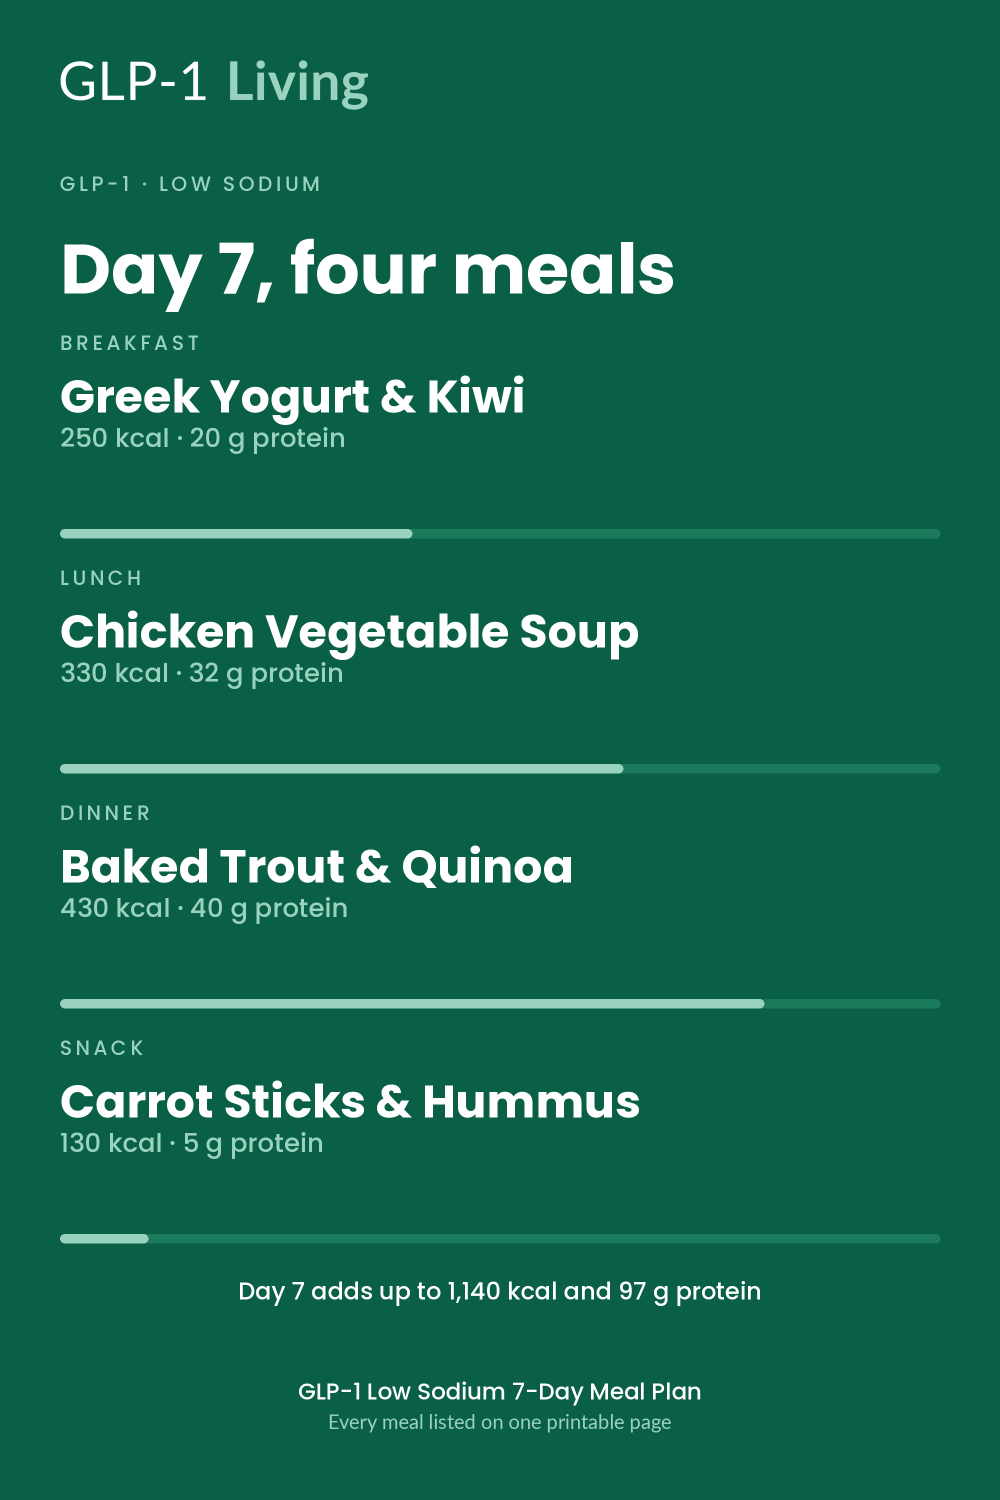 GLP-1 Living
GLP-1 · LOW SODIUM
Day 7, four meals
BREAKFAST
Greek Yogurt & Kiwi
250 kcal · 20 g protein
LUNCH
Chicken Vegetable Soup
330 kcal · 32 g protein
DINNER
Baked Trout & Quinoa
430 kcal · 40 g protein
SNACK
Carrot Sticks & Hummus
130 kcal · 5 g protein
Day 7 adds up to 1,140 kcal and 97 g protein
GLP-1 Low Sodium 7-Day Meal Plan
Every meal listed on one printable page